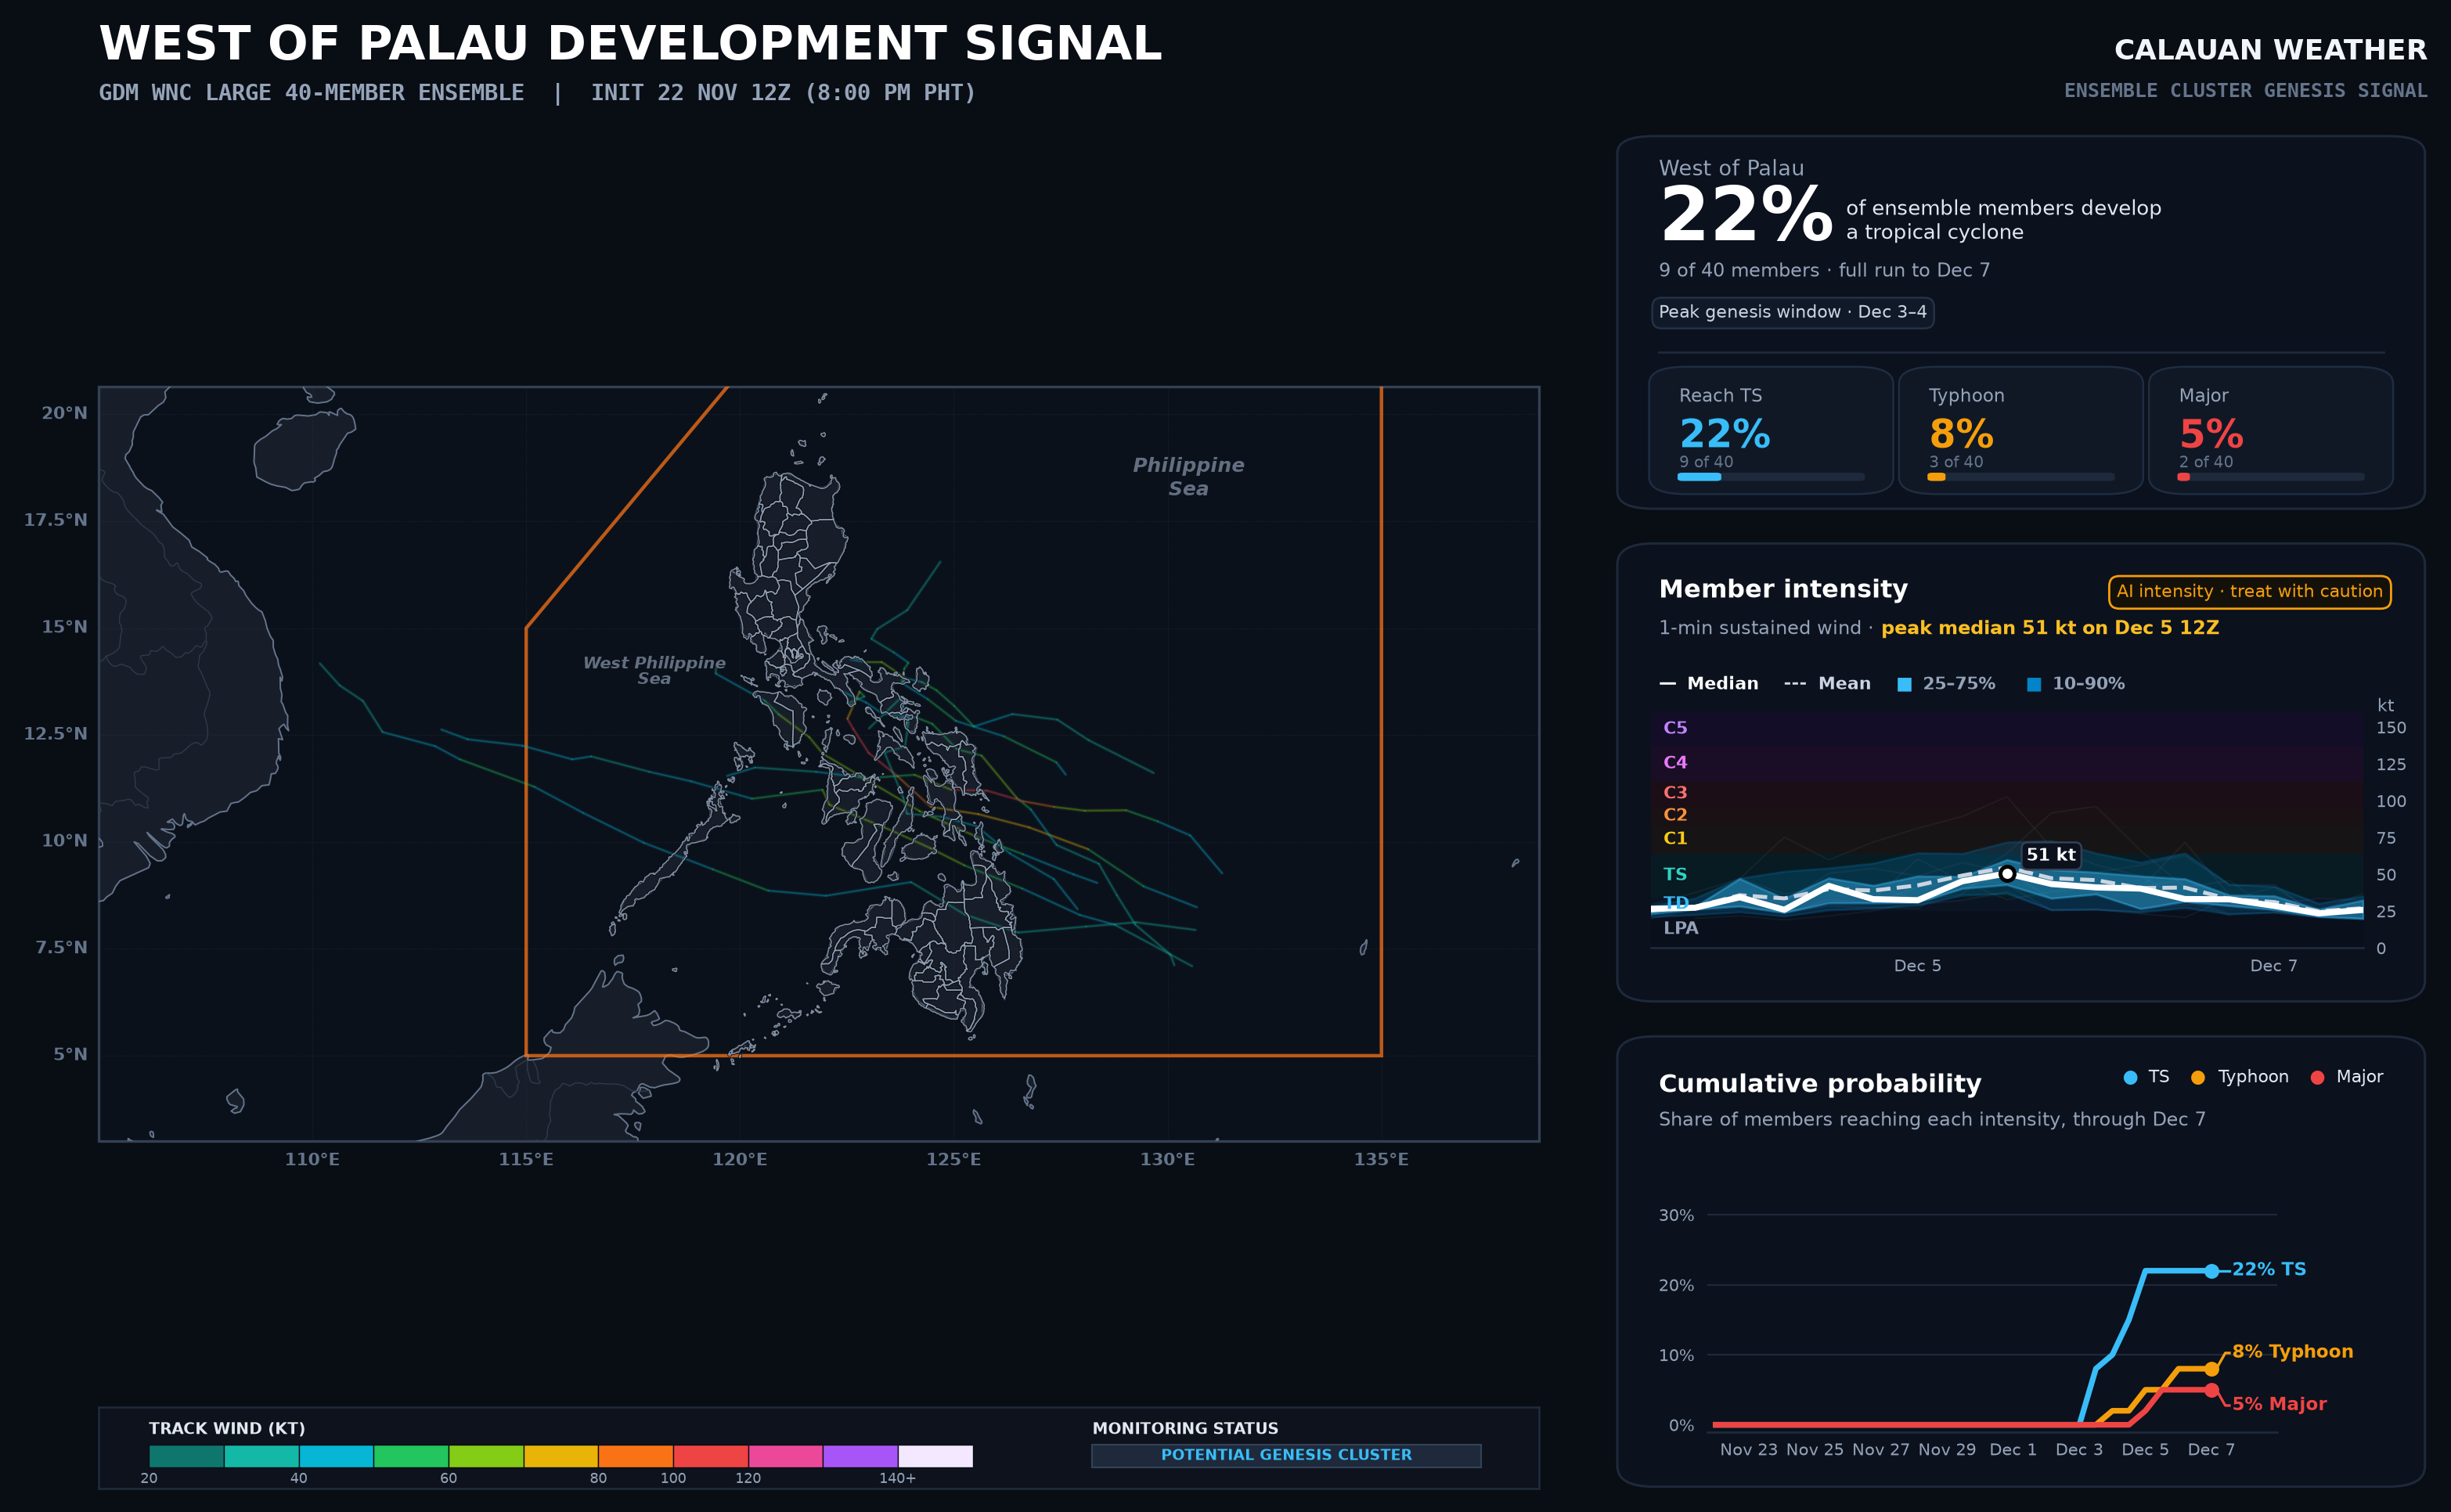 WEST OF PALAU DEVELOPMENT SIGNAL
GDM WNC LARGE 40-MEMBER ENSEMBLE | INIT 22 NOV 12Z (8:00 PM PHT)
CALAUAN WEATHER
ENSEMBLE CLUSTER GENESIS SIGNAL
20°N
17.5°N
15°N
12.5°N
10°N
7.5°N
5°N
110°E
115°E
120°E
125°E
130°E
135°E
Philippine
Sea
West Philippine
Sea
TRACK WIND (KT)
20
40
60
80
100
120
140+
MONITORING STATUS
POTENTIAL GENESIS CLUSTER
West of Palau
22%
of ensemble members develop
a tropical cyclone
9 of 40 members · full run to Dec 7
Peak genesis window · Dec 3–4
Reach TS
22%
9 of 40
Typhoon
8%
3 of 40
Major
5%
2 of 40
Member intensity
AI intensity · treat with caution
1-min sustained wind · peak median 51 kt on Dec 5 12Z
Median
Mean
25–75%
10–90%
kt
C5
C4
C3
C2
C1
TS
TD
LPA
51 kt
150
125
100
75
50
25
0
Dec 5
Dec 7
Cumulative probability
TS
Typhoon
Major
Share of members reaching each intensity, through Dec 7
30%
20%
10%
0%
22% TS
8% Typhoon
5% Major
Nov 23
Nov 25
Nov 27
Nov 29
Dec 1
Dec 3
Dec 5
Dec 7